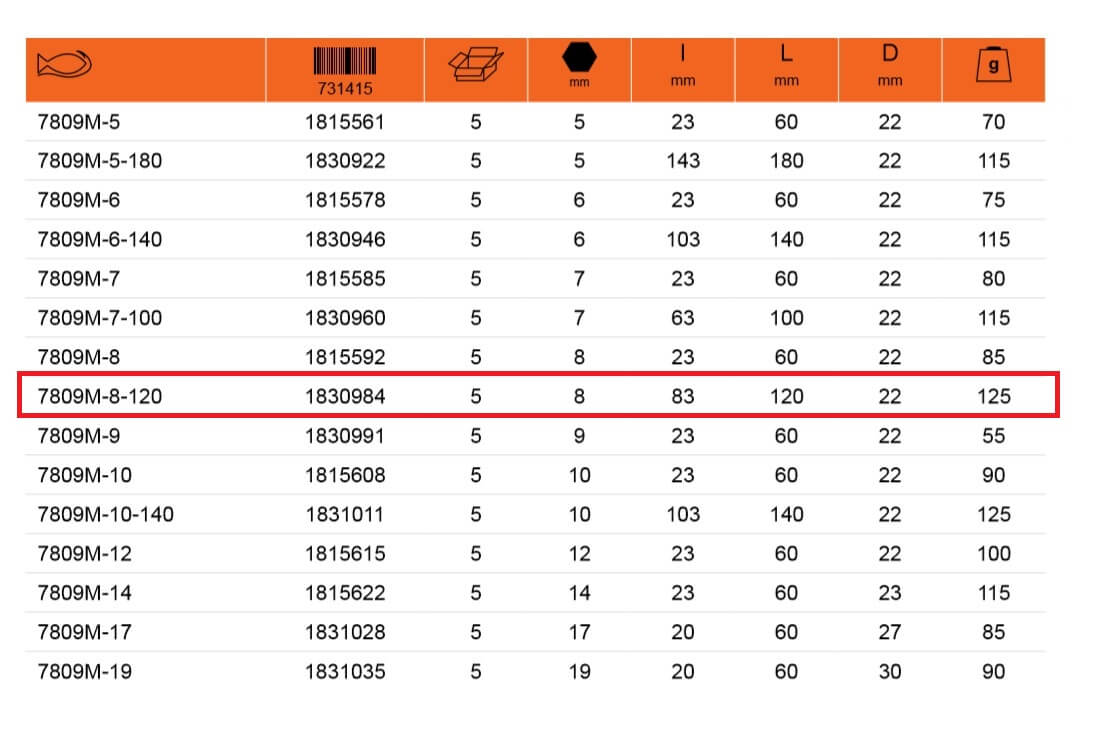 731415 mm l mm L mm D mm g
7809M-5 1815561 5 5 23 60 22 70
7809M-5-180 1830922 5 5 143 180 22 115
7809M-6 1815578 5 6 23 60 22 75
7809M-6-140 1830946 5 6 103 140 22 115
7809M-7 1815585 5 7 23 60 22 80
7809M-7-100 1830960 5 7 63 100 22 115
7809M-8 1815592 5 8 23 60 22 85
7809M-8-120 1830984 5 8 83 120 22 125
7809M-9 1830991 5 9 23 60 22 55
7809M-10 1815608 5 10 23 60 22 90
7809M-10-140 1831011 5 10 103 140 22 125
7809M-12 1815615 5 12 23 60 22 100
7809M-14 1815622 5 14 23 60 23 115
7809M-17 1831028 5 17 20 60 27 85
7809M-19 1831035 5 19 20 60 30 90